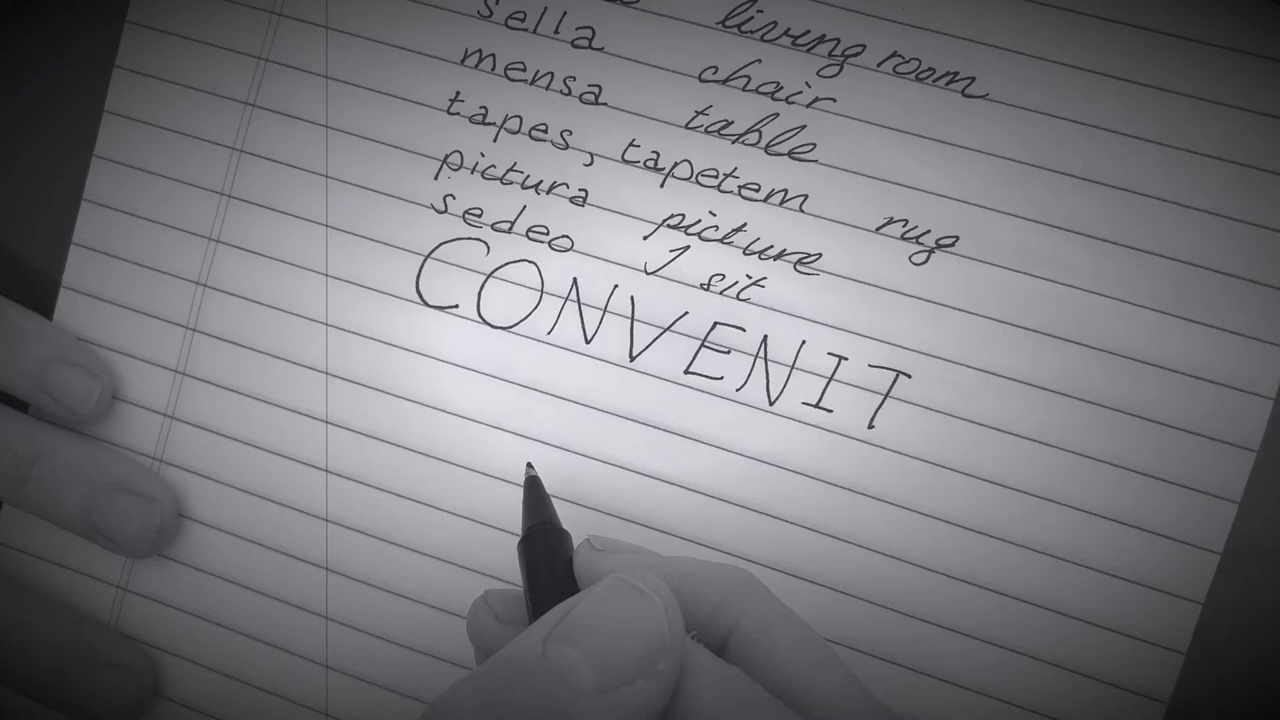 living room
sella chair
mensa table
tapes, tapetem rug
pictura picture
sedeo I sit
CONVENIT